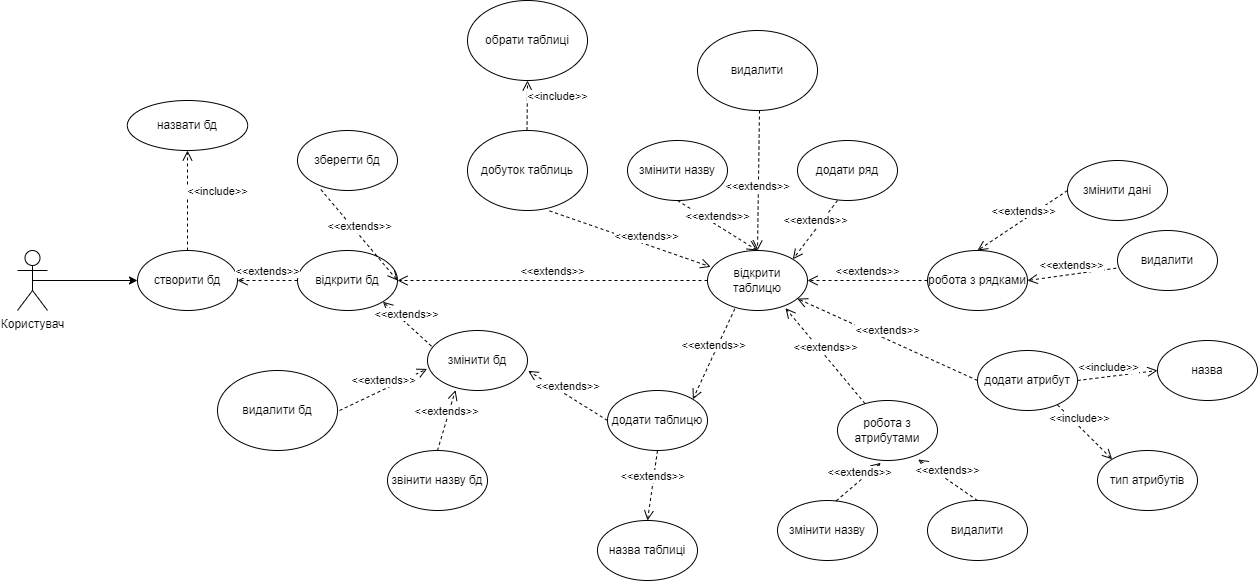 обрати таблиці
видалити
<<include>>
назвати бд
зберегти бд
добуток таблиць
змінити назву
додати ряд
<<extends>>
змінити дані
<<include>>
<<extends>>
<<extends>>
<<extends>>
<<extends>>
<<extends>>
видалити
<<extends>>
Користувач
створити бд
<<extends>>
відкрити бд
<<extends>>
відкрити
таблицю
<<extends>>
робота з рядками
<<extends>>
<<extends>>
<<extends>>
<<extends>>
<<extends>>
змінити бд
<<extends>>
<<extends>>
додати атрибут
<<include>>
назва
видалити бд
<<extends>>
додати таблицю
робота з
атрибутами
<<include>>
звінити назву бд
<<extends>>
<<extends>>
<<extends>>
тип атрибутів
назва таблиці
змінити назву
видалити